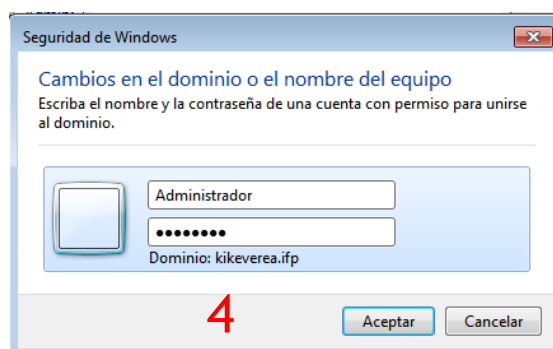 Seguridad de Windows
Cambios en el dominio o el nombre del equipo
Escriba el nombre y la contraseña de una cuenta con permiso para unirse
al dominio.
Administrador
●●●●●●●●
Dominio: kikeverea.ifp
4
Aceptar
Cancelar